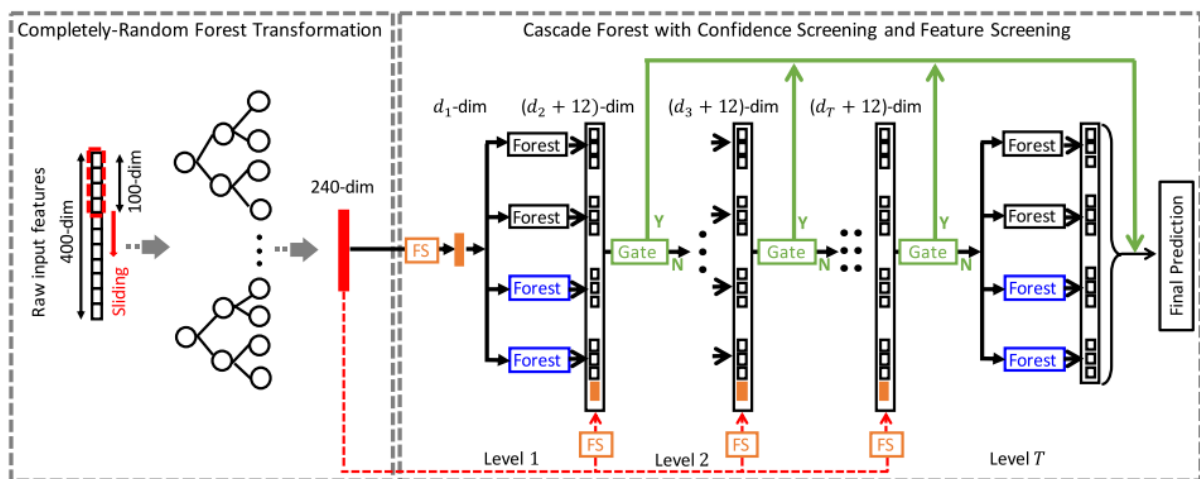 Completely-Random Forest Transformation
Raw input features
400-dim
100-dim
Sliding
240-dim
Cascade Forest with Confidence Screening and Feature Screening
d₁-dim
(d₂ + 12)-dim
(d₃ + 12)-dim
(d_T + 12)-dim
FS
Forest
Forest
Forest
Forest
Gate
Y
N
Gate
Y
N
Gate
Y
N
Forest
Forest
Forest
Forest
Final Prediction
FS
FS
FS
Level 1
Level 2
Level T